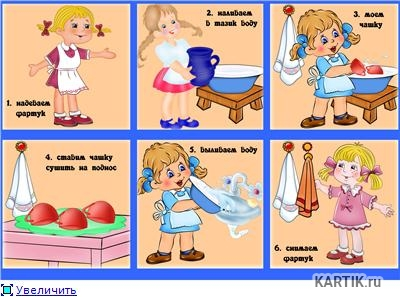 1. надеваем
фартук
2. наливаем
в тазик воду
3. моем
чашку
4. ставим чашку
сушить на поднос
5. выливаем воду
6. снимаем
фартук
KARTIK.ru
Увеличить